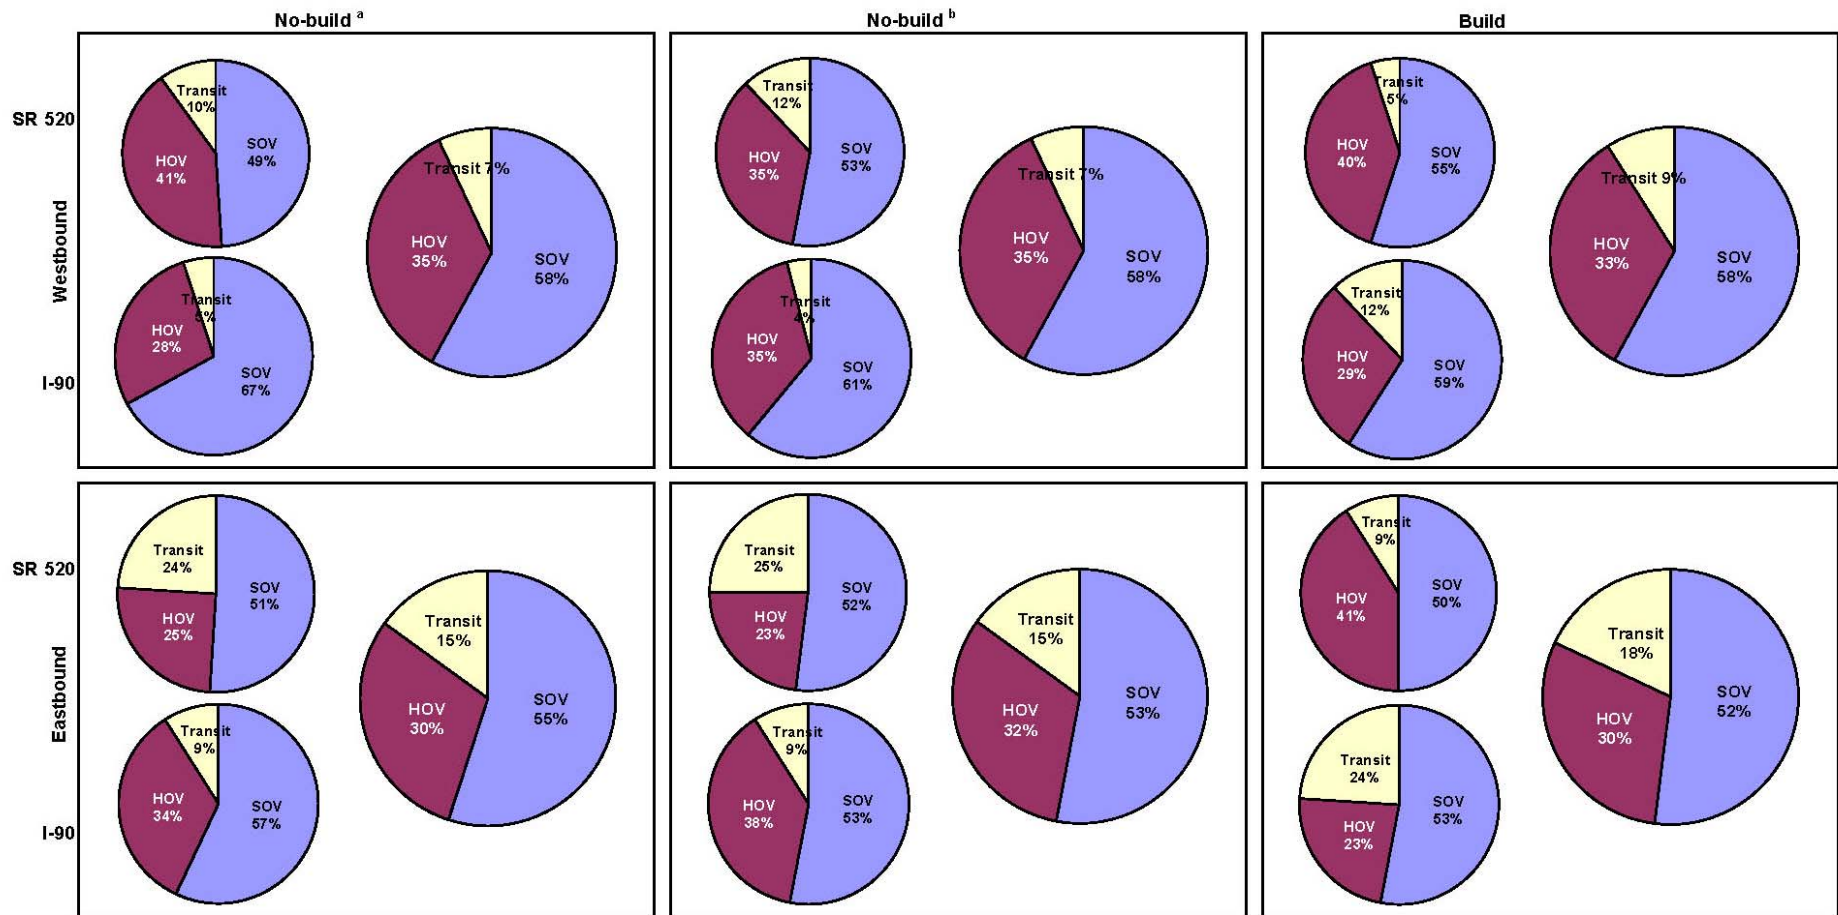 No-build a
No-build b
Build
SR 520
Westbound
I-90
Transit
10%
SOV
49%
HOV
41%
Transit
5%
HOV
28%
SOV
67%
Transit 7%
HOV
35%
SOV
58%
Transit
12%
SOV
53%
HOV
35%
Transit
4%
HOV
35%
SOV
61%
Transit 7%
HOV
35%
SOV
58%
Transit
5%
HOV
40%
SOV
55%
Transit
12%
HOV
29%
SOV
59%
Transit 9%
HOV
33%
SOV
58%
SR 520
Eastbound
I-90
Transit
24%
SOV
51%
HOV
25%
Transit
9%
HOV
34%
SOV
57%
Transit
15%
HOV
30%
SOV
55%
Transit
25%
SOV
52%
HOV
23%
Transit
9%
HOV
38%
SOV
53%
Transit
15%
HOV
32%
SOV
53%
Transit
9%
SOV
50%
HOV
41%
Transit
24%
SOV
53%
HOV
23%
Transit
18%
HOV
30%
SOV
52%